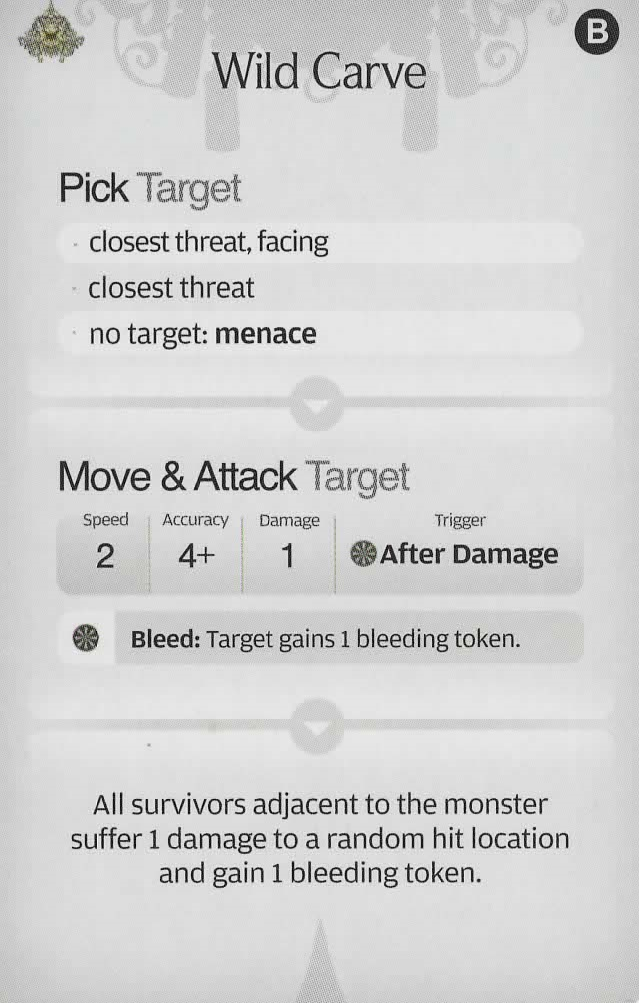 B
Wild Carve
Pick Target
· closest threat, facing
· closest threat
· no target: menace
Move & Attack Target
Speed Accuracy Damage Trigger
2 4+ 1 After Damage
Bleed: Target gains 1 bleeding token.
All survivors adjacent to the monster
suffer 1 damage to a random hit location
and gain 1 bleeding token.